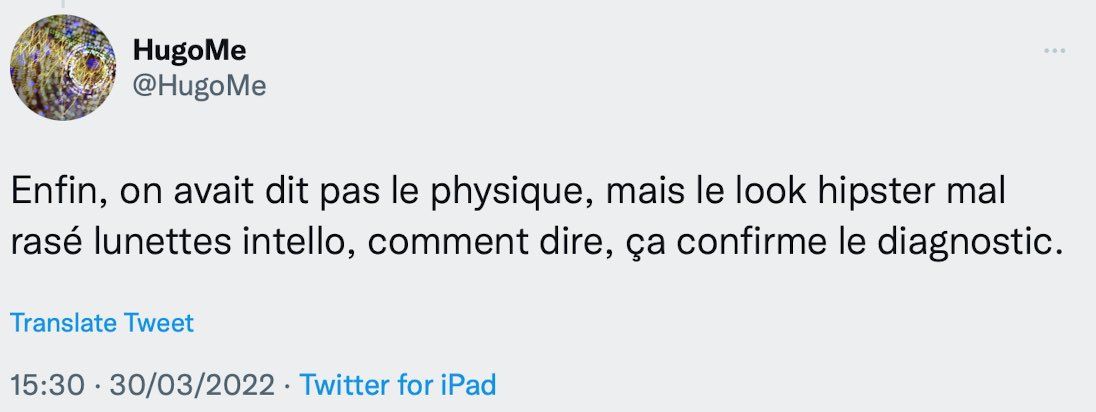 HugoMe
@HugoMe
Enfin, on avait dit pas le physique, mais le look hipster mal
rasé lunettes intello, comment dire, ça confirme le diagnostic.
Translate Tweet
15:30 · 30/03/2022 · Twitter for iPad